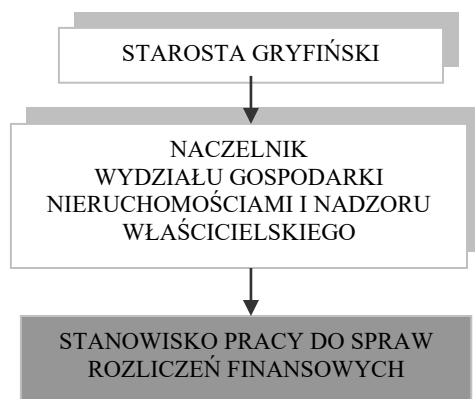 STAROSTA GRYFIŃSKI
NACZELNIK
WYDZIAŁU GOSPODARKI
NIERUCHOMOŚCIAMI I NADZORU
WŁAŚCICIELSKIEGO
STANOWISKO PRACY DO SPRAW
ROZLICZEŃ FINANSOWYCH